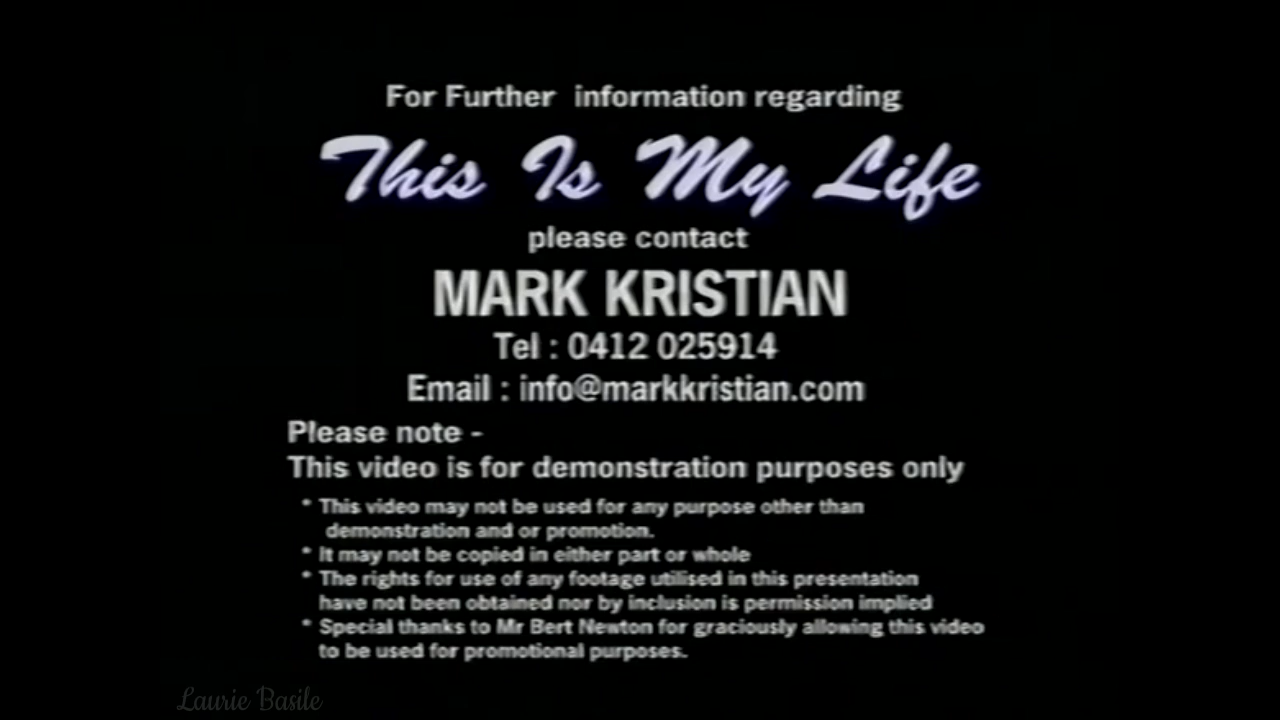 For Further information regarding
This Is My Life
please contact
MARK KRISTIAN
Tel : 0412 025914
Email : info@markkristian.com
Please note -
This video is for demonstration purposes only
* This video may not be used for any purpose other than
demonstration and or promotion.
* It may not be copied in either part or whole
* The rights for use of any footage utilised in this presentation
have not been obtained nor by inclusion is permission implied
* Special thanks to Mr Bert Newton for graciously allowing this video
to be used for promotional purposes.
Laurie Basile